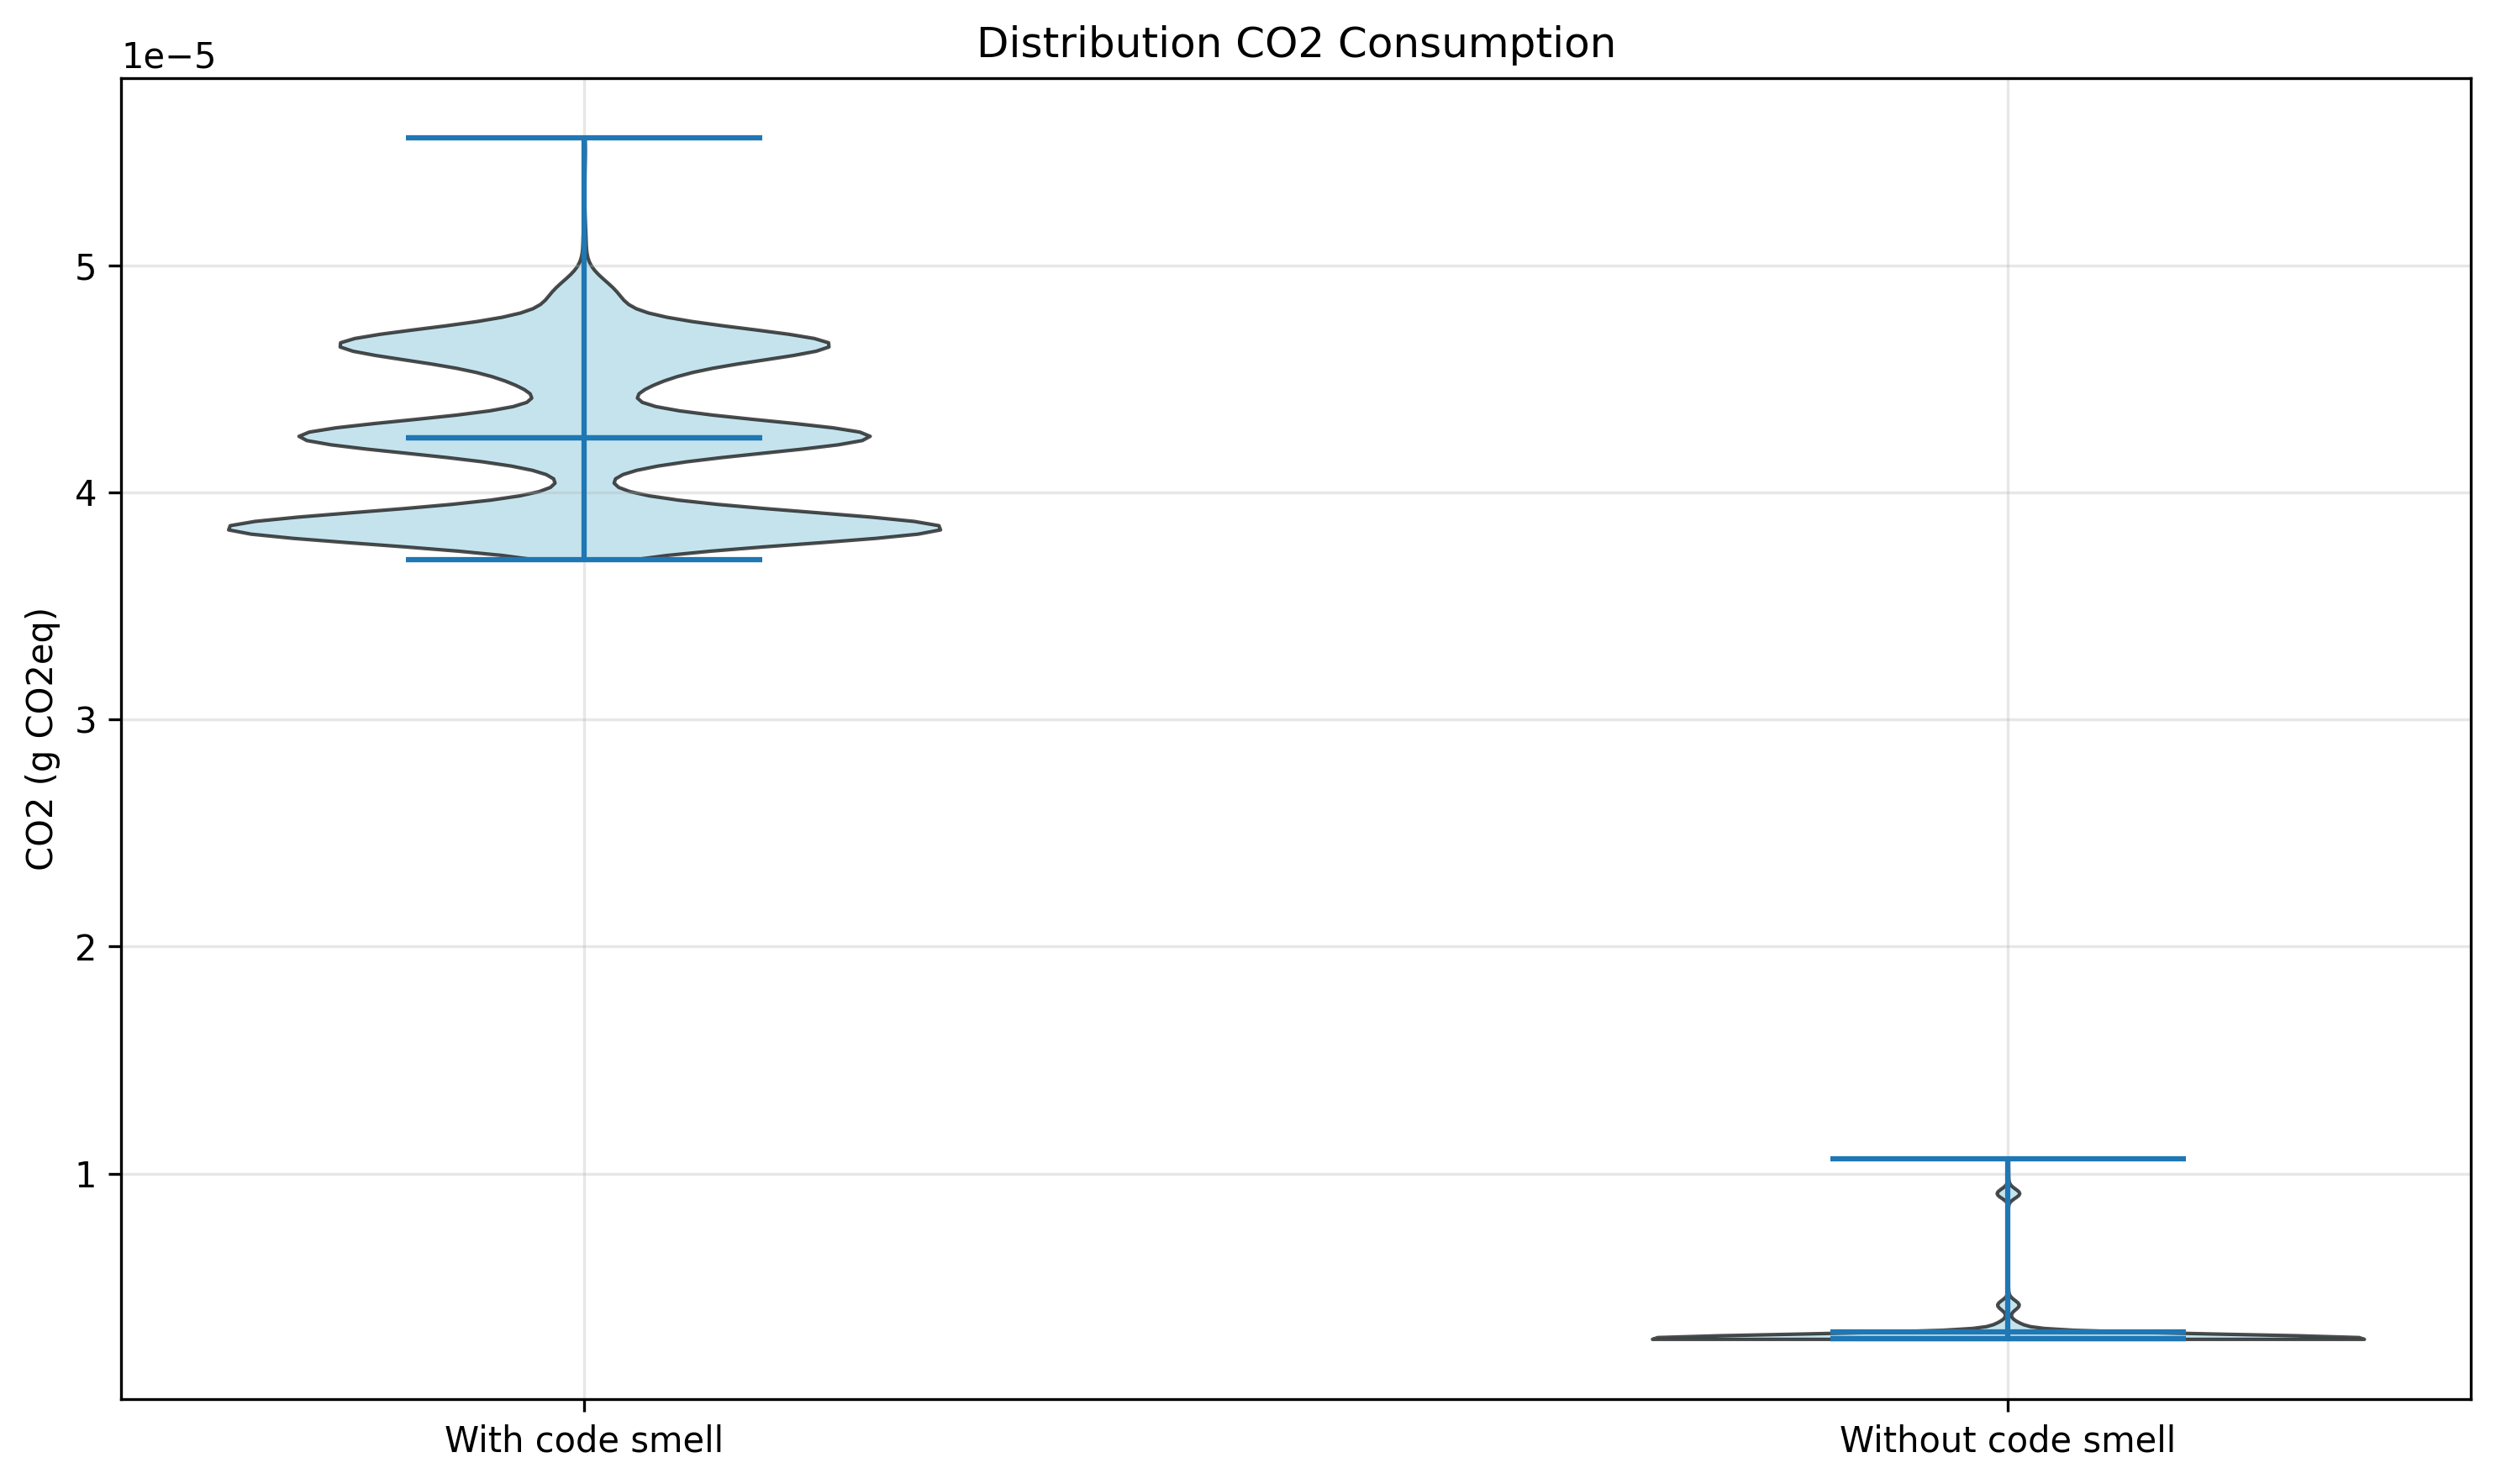 Distribution CO2 Consumption
1e−5
5
4
3
2
1
CO2 (g CO2eq)
With code smell
Without code smell